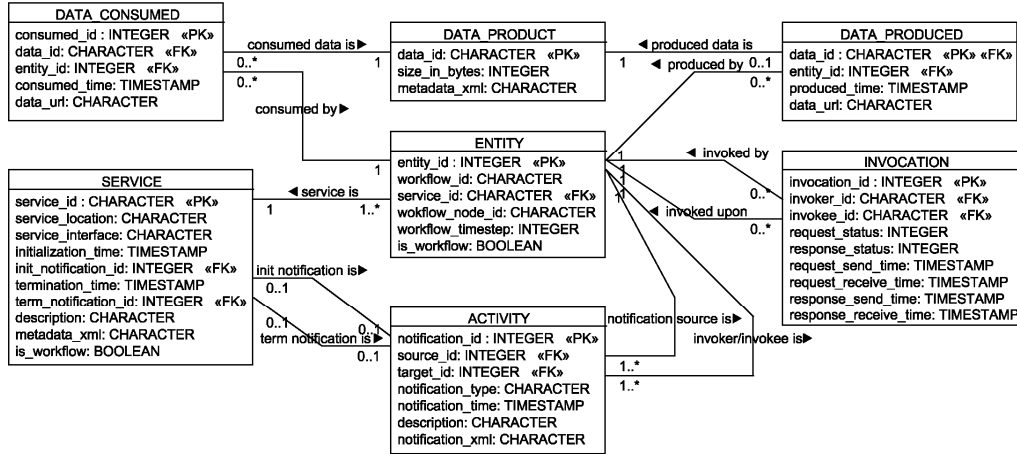 DATA_CONSUMED
consumed_id : INTEGER «PK»
data_id: CHARACTER «FK»
entity_id: INTEGER «FK»
consumed_time: TIMESTAMP
data_url: CHARACTER
consumed data is►
0..*
1
0..*
consumed by ►
1
DATA_PRODUCT
data_id: CHARACTER «PK»
size_in_bytes: INTEGER
metadata_xml: CHARACTER
◄ produced data is
1
0..1
◄ produced by
0..*
DATA_PRODUCED
data_id : CHARACTER «PK» «FK»
entity_id: INTEGER «FK»
produced_time: TIMESTAMP
data_url: CHARACTER
ENTITY
entity_id : INTEGER «PK»
workflow_id: CHARACTER
service_id: CHARACTER «FK»
wokflow_node_id: CHARACTER
workflow_timestep: INTEGER
is_workflow: BOOLEAN
1
1
1
1
◄ invoked by
0..*
◄ invoked upon
0..*
INVOCATION
invocation_id : INTEGER «PK»
invoker_id: CHARACTER «FK»
invokee_id: CHARACTER «FK»
request_status: INTEGER
response_status: INTEGER
request_send_time: TIMESTAMP
request_receive_time: TIMESTAMP
response_send_time: TIMESTAMP
response_receive_time: TIMESTAMP
SERVICE
service_id : CHARACTER «PK»
service_location: CHARACTER
service_interface: CHARACTER
initialization_time: TIMESTAMP
init_notification_id: INTEGER «FK»
termination_time: TIMESTAMP
term_notification_id: INTEGER «FK»
description: CHARACTER
metadata_xml: CHARACTER
is_workflow: BOOLEAN
◄ service is
1
1..*
init notification is►
0..1
0..1
0..1
term notification is ►
0..1
ACTIVITY
notification_id : INTEGER «PK»
source_id: INTEGER «FK»
target_id: INTEGER «FK»
notification_type: CHARACTER
notification_time: TIMESTAMP
description: CHARACTER
notification_xml: CHARACTER
notification source is►
invoker/invokee is►
1..*
1..*